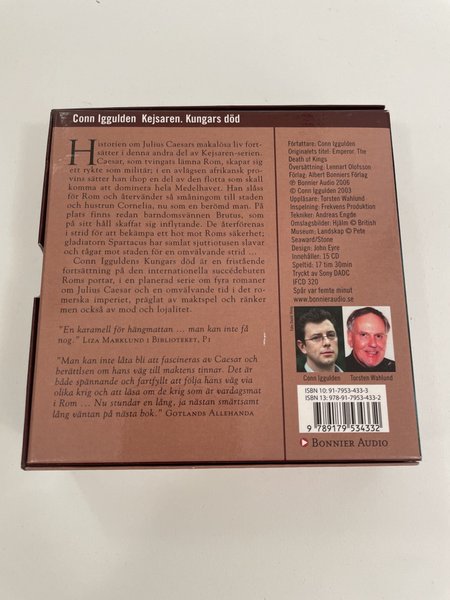 Conn Iggulden Kejsaren. Kungars död
Historien om Julius Caesars makalösa liv fort-
sätter i denna andra del av Kejsaren-serien.
Caesar, som tvingats lämna Rom, skapar sig
ett rykte som militär; i en avlägsen afrikansk pro-
vins sätter han ihop en del av den flotta som skall
komma att dominera hela Medelhavet. Han slåss
för Rom och återvänder så småningom till staden
och hustrun Cornelia, nu som en berömd man. På
plats finns redan barndomsvännen Brutus, som
på sitt håll skaffat sig inflytande. De återförenas
i strid för att bekämpa ett hot mot Roms säkerhet;
gladiatorn Spartacus har samlat sjuttiotusen slavar
och tågar mot staden för en omvälvande strid ...
Conn Igguldens Kungars död är en fristående
fortsättning på den internationella succédebuten
Roms portar, i en planerad serie om fyra romaner
om Julius Caesar och en omvälvande tid i det ro-
merska imperiet, präglat av maktspel och ränker
men också av mod och lojalitet.
"En karamell för hängmattan ... man kan inte få
nog." Liza Marklund i Biblioteket, P1
"Man kan inte låta bli att fascineras av Caesar och
berättelsen om hans väg till maktens tinnar. Det är
både spännande och fartfyllt att följa hans väg via
olika krig och att läsa om de krig som är vardagsmat
i Rom ... Nu stundar en lång, ja nästan smärtsamt
lång väntan på nästa bok." Gotlands Allehanda
Författare: Conn Iggulden
Originalets titel: Emperor. The
Death of Kings
Översättning: Lennart Olofsson
Förlag: Albert Bonniers Förlag
℗ Bonnier Audio 2006
© Conn Iggulden 2003
Uppläsare: Torsten Wahlund
Inspelning: Frekvens Produktion
Tekniker: Andreas Engde
Omslagsbilder: Hjälm © British
Museum; Landskap © Pete
Seaward/Stone
Design: John Eyre
Innehåller: 15 CD
Speltid: 17 tim 30min
Tryckt av Sony DADC
IFCD 320
Spår var femte minut
www.bonnieraudio.se
Conn Iggulden Torsten Wahlund
ISBN 10: 91-7953-433-3
ISBN 13: 978-91-7953-433-2
9 789179 534332
Bonnier Audio